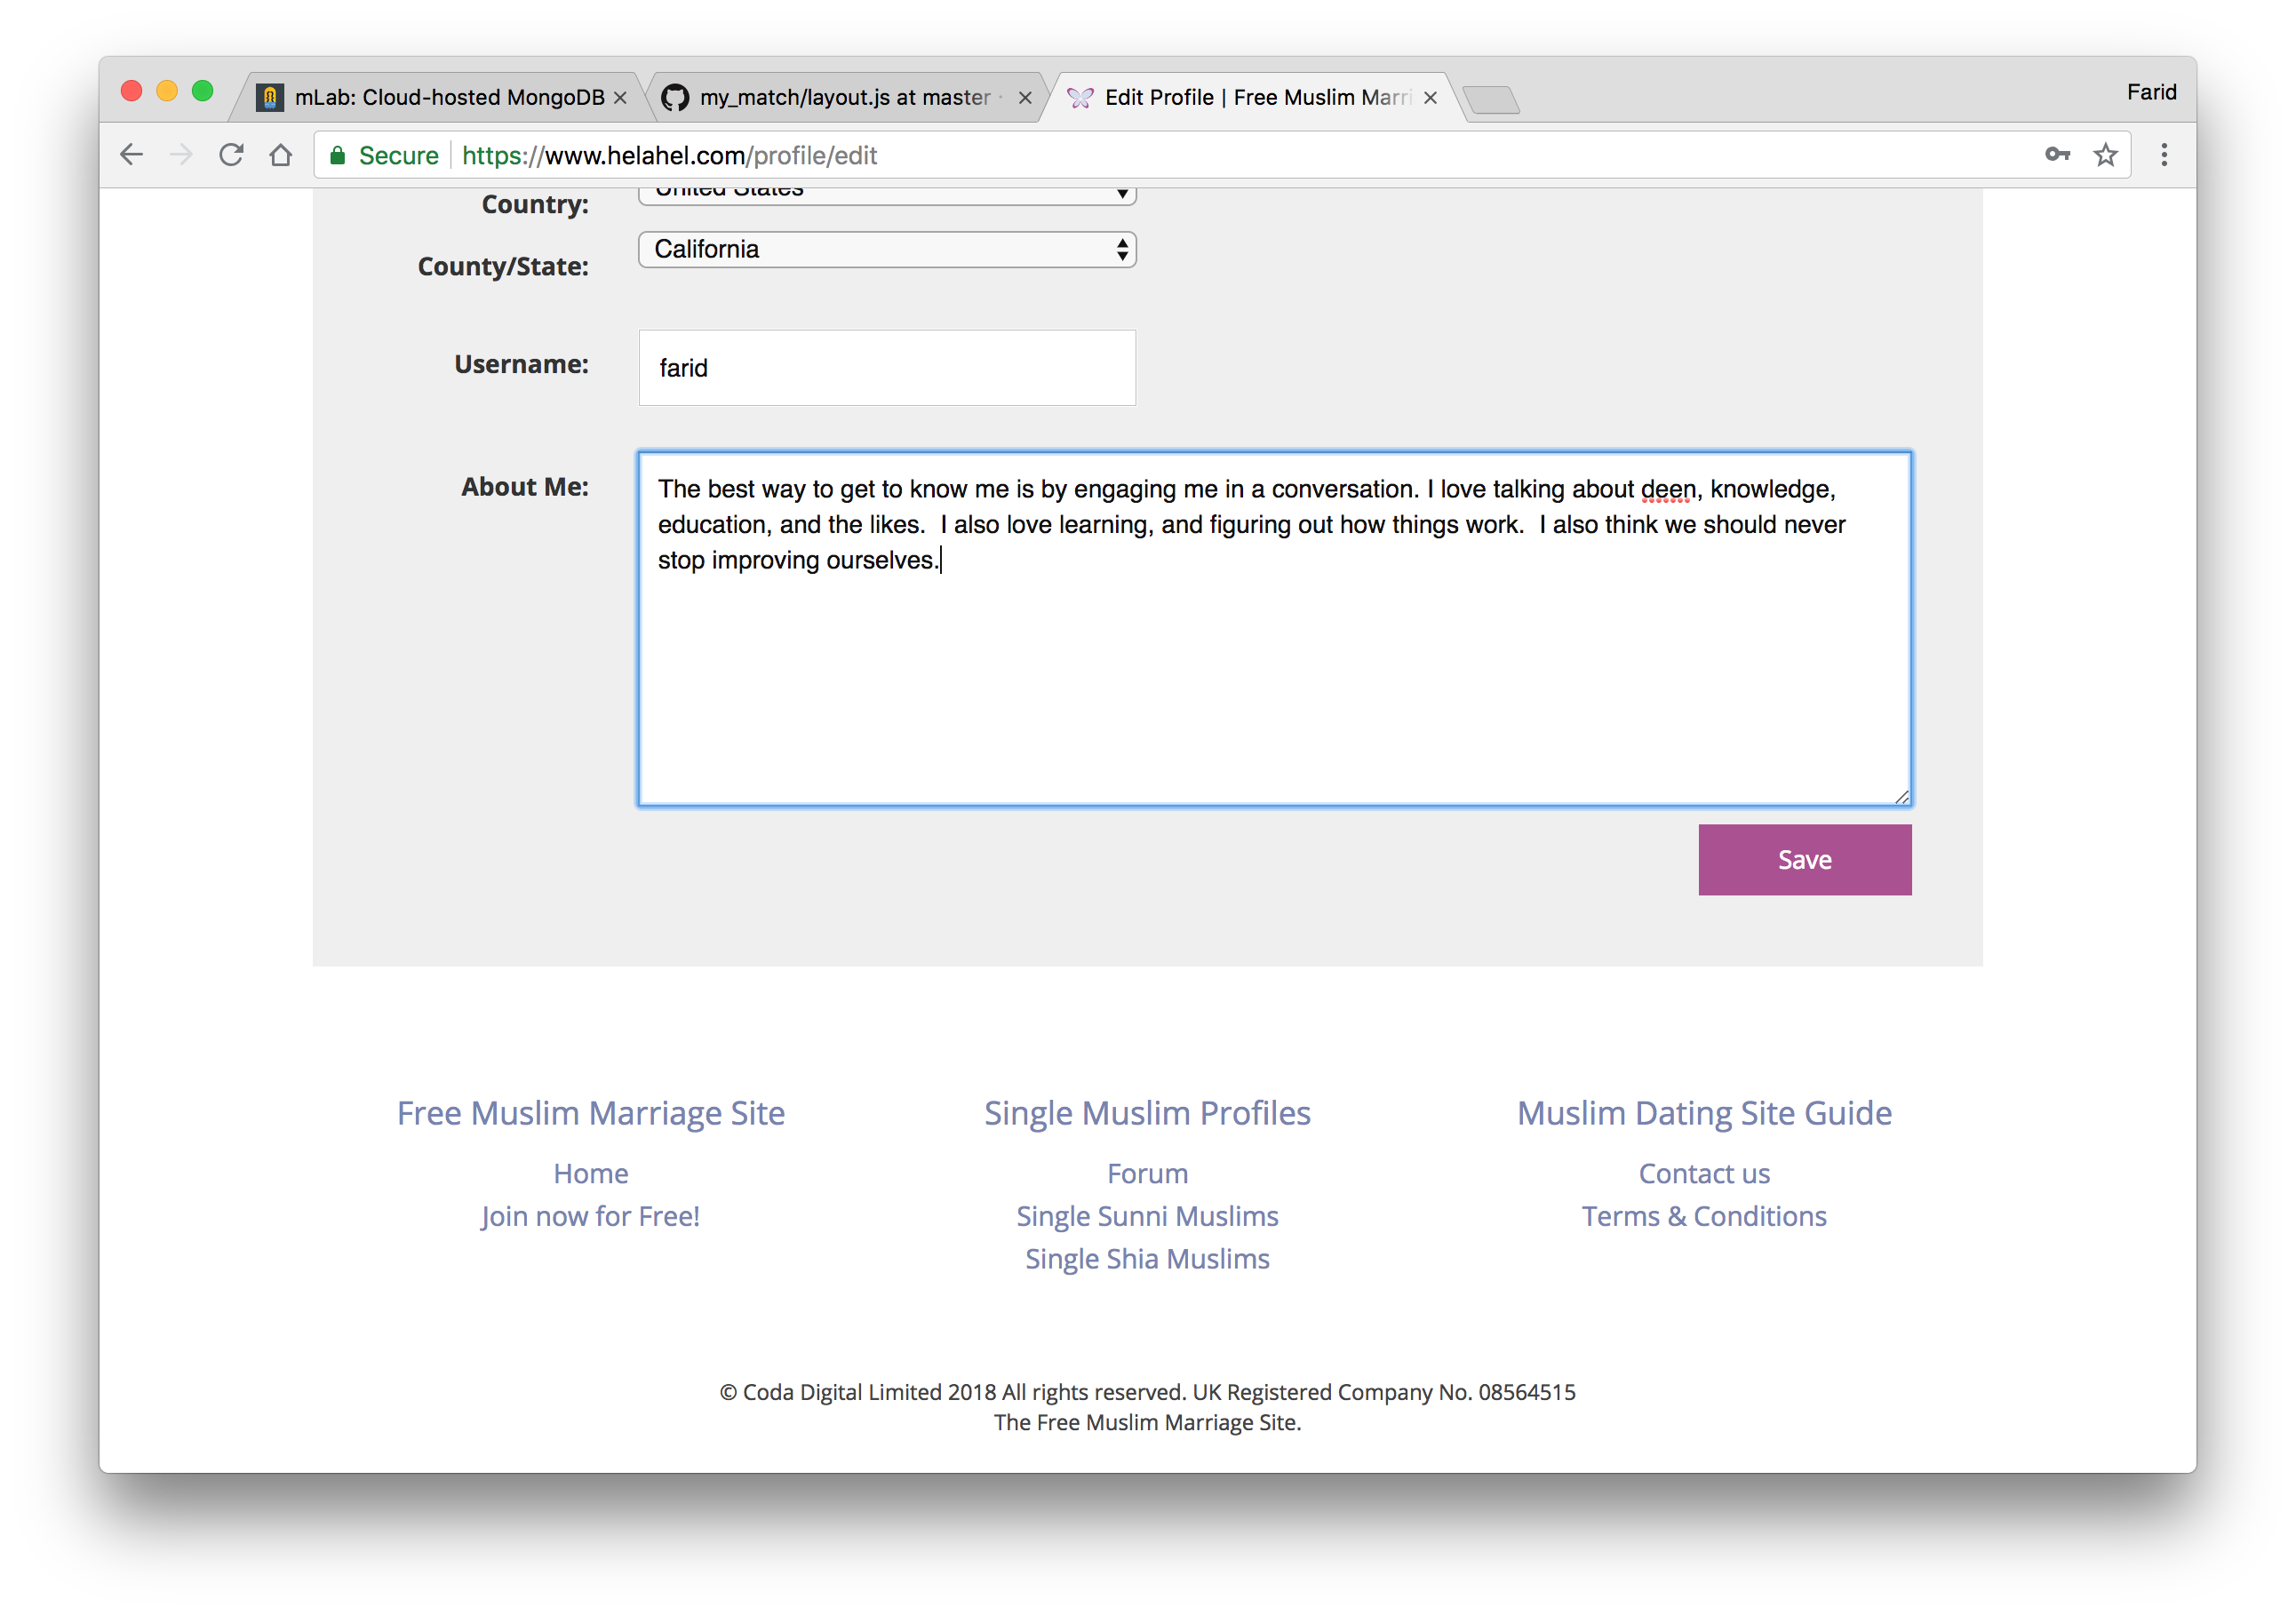 mLab: Cloud-hosted MongoDB
my_match/layout.js at master ·
Edit Profile | Free Muslim Marri
Farid
Secure https://www.helahel.com/profile/edit
Country: United States
County/State: California
Username: farid
About Me: The best way to get to know me is by engaging me in a conversation. I love talking about deen, knowledge,
education, and the likes.  I also love learning, and figuring out how things work.  I also think we should never
stop improving ourselves.
Save
Free Muslim Marriage Site
Home
Join now for Free!
Single Muslim Profiles
Forum
Single Sunni Muslims
Single Shia Muslims
Muslim Dating Site Guide
Contact us
Terms & Conditions
© Coda Digital Limited 2018 All rights reserved. UK Registered Company No. 08564515
The Free Muslim Marriage Site.